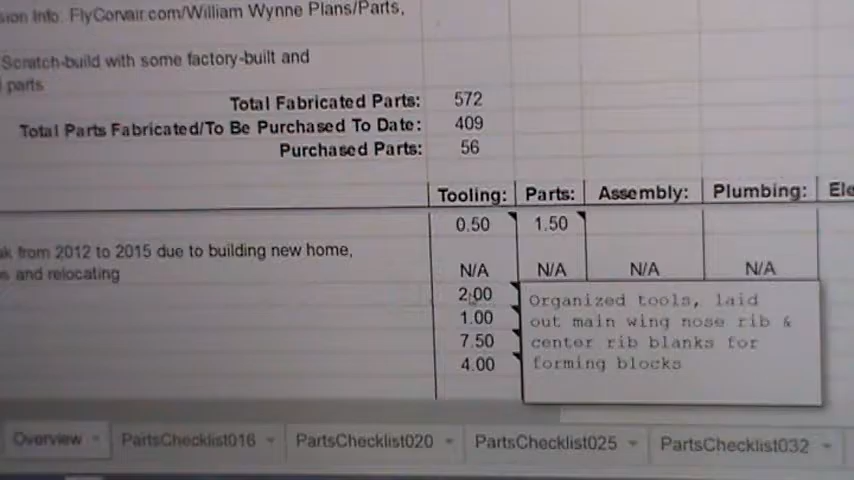 sion Info. FlyCorvair.com/William Wynne Plans/Parts,
Scratch-build with some factory-built and
parts
Total Fabricated Parts: 572
Total Parts Fabricated/To Be Purchased To Date: 409
Purchased Parts: 56
Tooling: Parts: Assembly: Plumbing: Ele
0.50 1.50
ak from 2012 to 2015 due to building new home,
s and relocating
N/A N/A N/A N/A
2.00
1.00
7.50
4.00
Organized tools, laid
out main wing nose rib &
center rib blanks for
forming blocks
Overview PartsChecklist016 PartsChecklist020 PartsChecklist025 PartsChecklist032